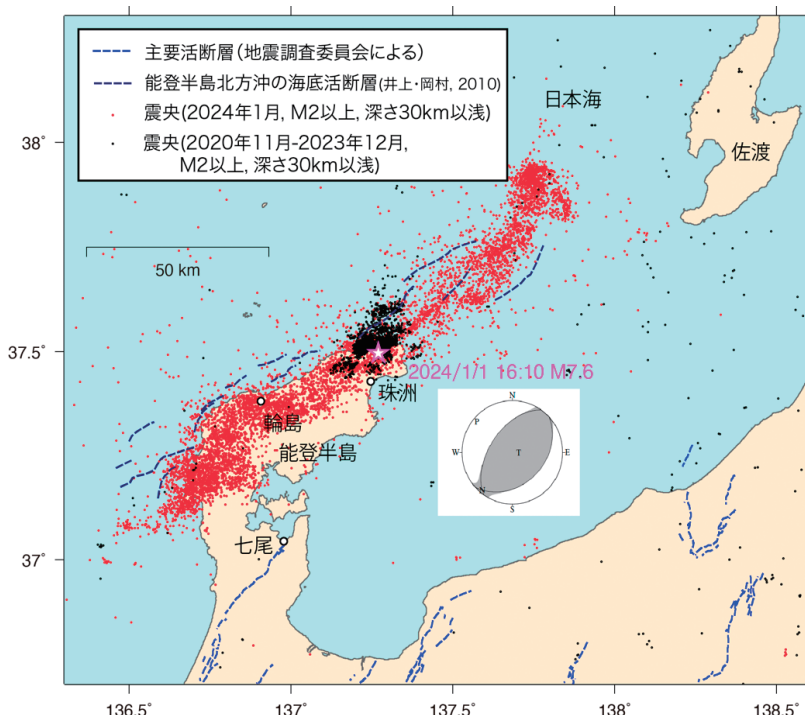 主要活断層(地震調査委員会による)
能登半島北方沖の海底活断層(井上・岡村, 2010)
震央(2024年1月, M2以上, 深さ30km以浅)
震央(2020年11月-2023年12月,
M2以上, 深さ30km以浅)
日本海
佐渡
38°
50 km
37.5°
2024/1/1 16:10 M7.6
珠洲
輪島
能登半島
N
P
W
T
E
N
S
37°
七尾
136.5°
137°
137.5°
138°
138.5°